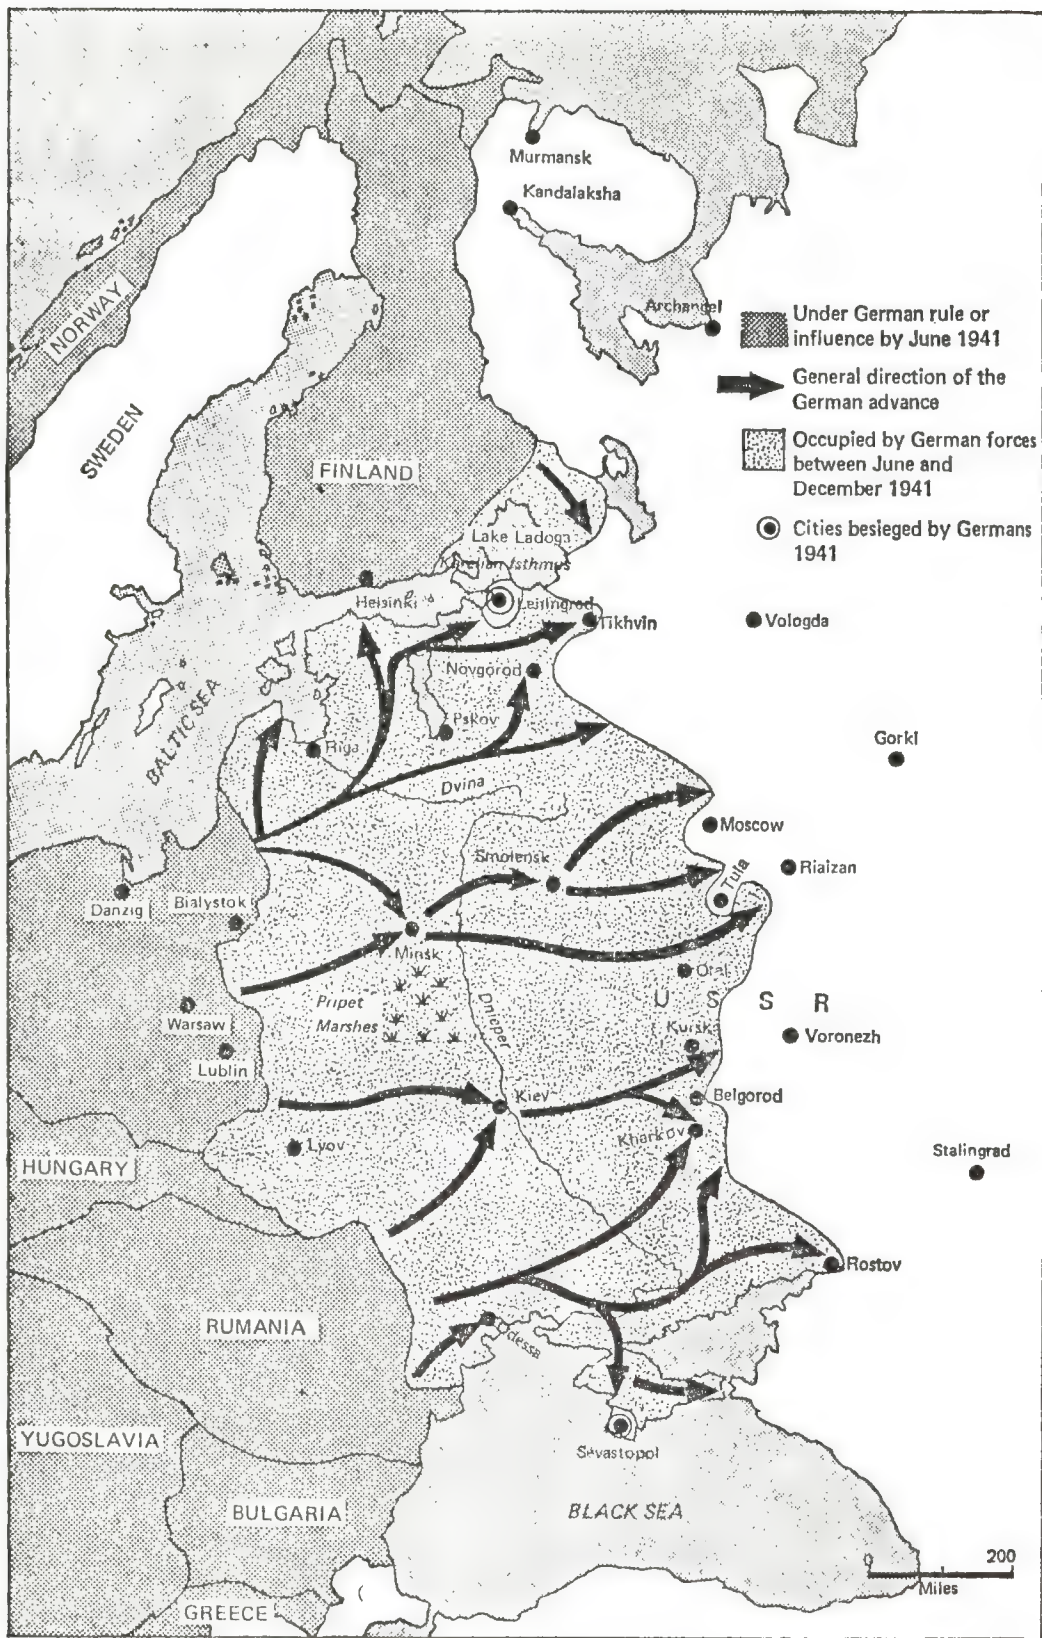 Murmansk
Kandalaksha
Archangel
NORWAY
SWEDEN
FINLAND
Under German rule or
influence by June 1941
General direction of the
German advance
Occupied by German forces
between June and
December 1941
Cities besieged by Germans
1941
Lake Ladoga
Karelian Isthmus
Helsinki
Leningrad
Tikhvin
Vologda
Novgorod
Pskov
Riga
BALTIC SEA
Gorki
Dvina
Moscow
Smolensk
Riaizan
Tula
Danzig
Bialystok
Minsk
Orel
Pripet
Marshes
Dnieper
U S S R
Warsaw
Kursk
Voronezh
Lublin
Kiev
Belgorod
Kharkov
Lvov
HUNGARY
Stalingrad
Rostov
RUMANIA
Odessa
YUGOSLAVIA
Sevastopol
BULGARIA
BLACK SEA
0 200
Miles
GREECE